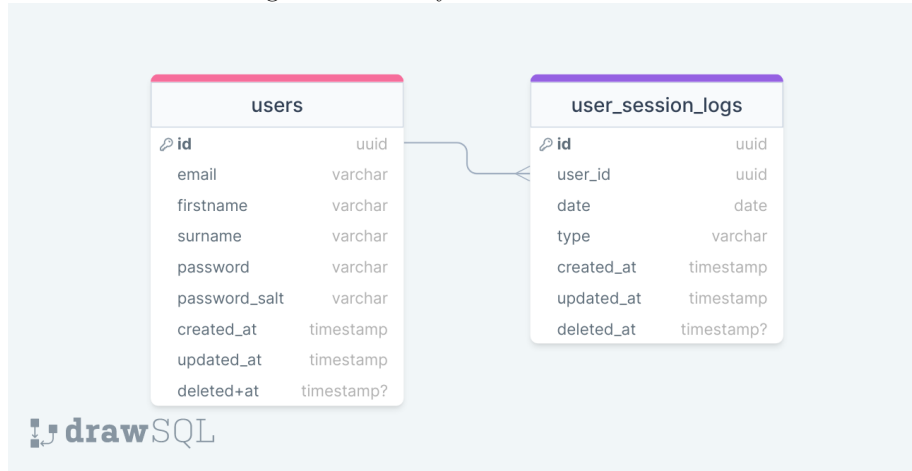 users
id uuid
email varchar
firstname varchar
surname varchar
password varchar
password_salt varchar
created_at timestamp
updated_at timestamp
deleted+at timestamp?
user_session_logs
id uuid
user_id uuid
date date
type varchar
created_at timestamp
updated_at timestamp
deleted_at timestamp?
drawSQL